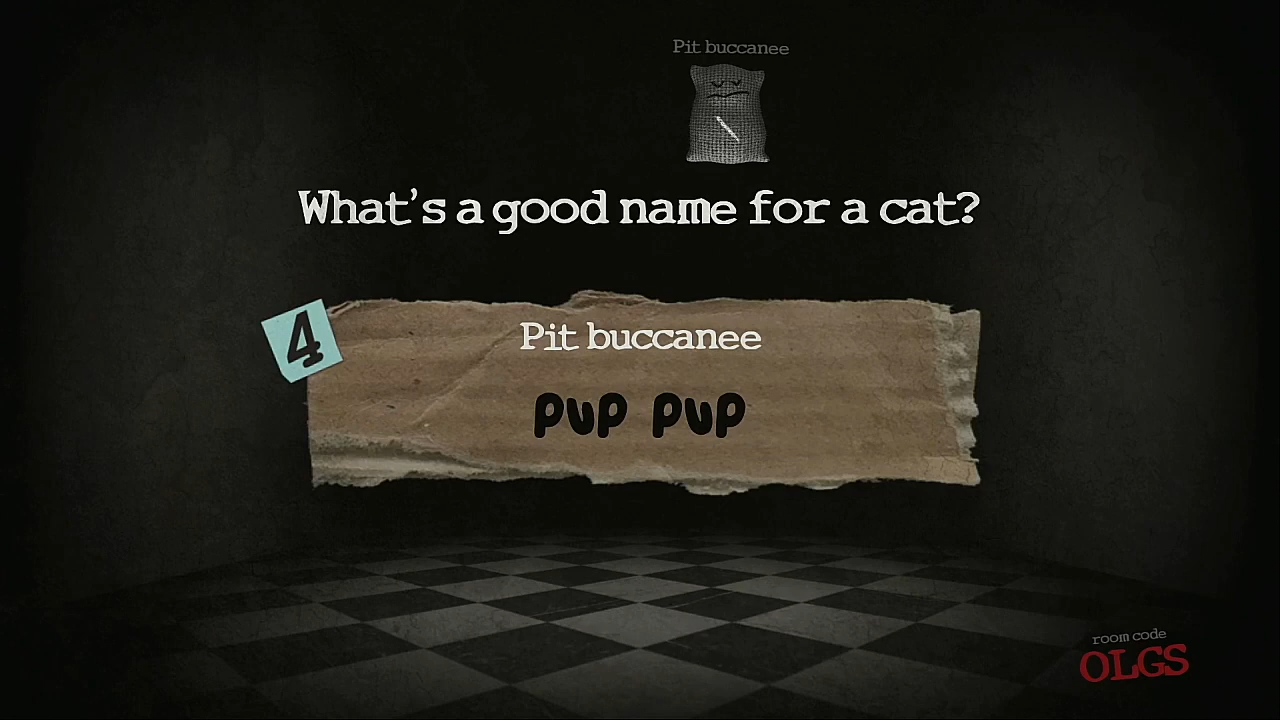 Pit buccanee
What's a good name for a cat?
4
Pit buccanee
PUP PUP
room code
OLGS